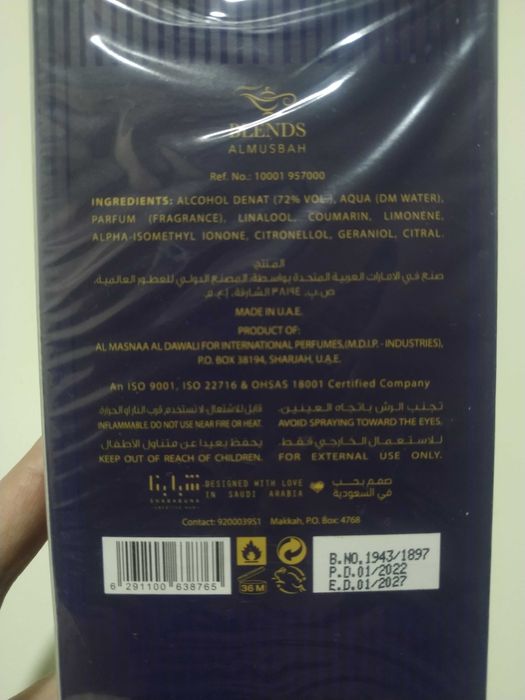 BLENDS
ALMUSBAH
Ref. No.: 10001 957000
INGREDIENTS: ALCOHOL DENAT (72% VOL.), AQUA (DM WATER),
PARFUM (FRAGRANCE), LINALOOL, COUMARIN, LIMONENE,
ALPHA-ISOMETHYL IONONE, CITRONELLOL, GERANIOL, CITRAL.
المنتج
صنع في الامارات العربية المتحدة بواسطة، المصنع الدولي للعطور العالمية،
ص.ب. ٣٨١٩٤ الشارقة، أ.ع.م.
MADE IN U.A.E.
PRODUCT OF:
AL MASNAA AL DAWALI FOR INTERNATIONAL PERFUMES,(M.D.I.P. - INDUSTRIES),
P.O. BOX 38194, SHARJAH, U.A.E.
An ISO 9001, ISO 22716 & OHSAS 18001 Certified Company
قابل للاشتعال، لا تستخدم قرب النار او الحرارة
INFLAMMABLE. DO NOT USE NEAR FIRE OR HEAT.
يحفظ بعيدا عن متناول الأطفال
KEEP OUT OF REACH OF CHILDREN.
تجنب الرش باتجاه العينين.
AVOID SPRAYING TOWARD THE EYES.
للاستعمال الخارجي فقط.
FOR EXTERNAL USE ONLY.
DESIGNED WITH LOVE
IN SAUDI ARABIA
صمم بحب
في السعودية
Contact: 920003951 Makkah, P.O. Box: 4768
6 291100 638765
36 M
B.NO.1943/1897
P.D.01/2022
E.D.01/2027